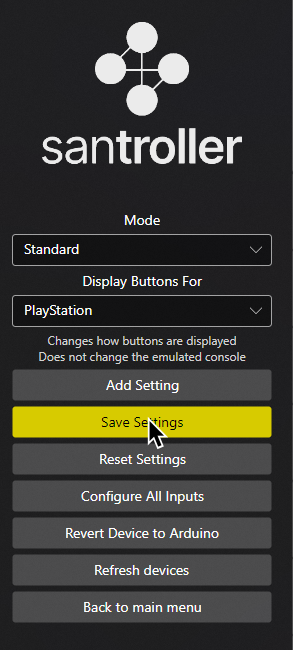 santroller
Mode
Standard
Display Buttons For
PlayStation
Changes how buttons are displayed
Does not change the emulated console
Add Setting
Save Settings
Reset Settings
Configure All Inputs
Revert Device to Arduino
Refresh devices
Back to main menu